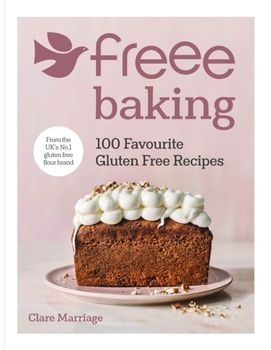 freee
baking
From the
UK's No.1
gluten free
flour brand
100 Favourite
Gluten Free Recipes
Clare Marriage